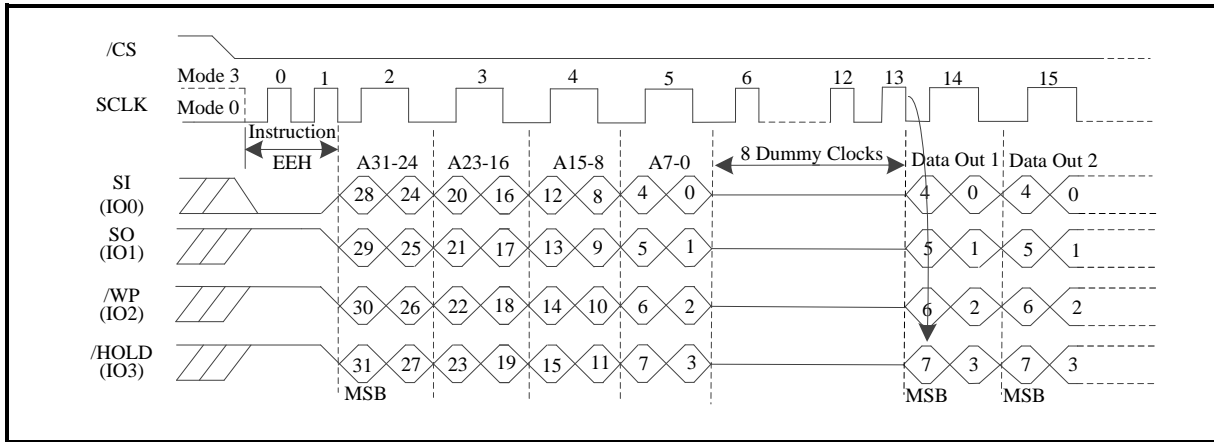 /CS
Mode 3 0 1 2 3 4 5 6 12 13 14 15
SCLK Mode 0
Instruction
EEH A31-24 A23-16 A15-8 A7-0 8 Dummy Clocks Data Out 1 Data Out 2
SI
(IO0) 28 24 20 16 12 8 4 0 4 0 4 0
SO
(IO1) 29 25 21 17 13 9 5 1 5 1 5 1
/WP
(IO2) 30 26 22 18 14 10 6 2 6 2 6 2
/HOLD
(IO3) 31 27 23 19 15 11 7 3 7 3 7 3
MSB MSB MSB